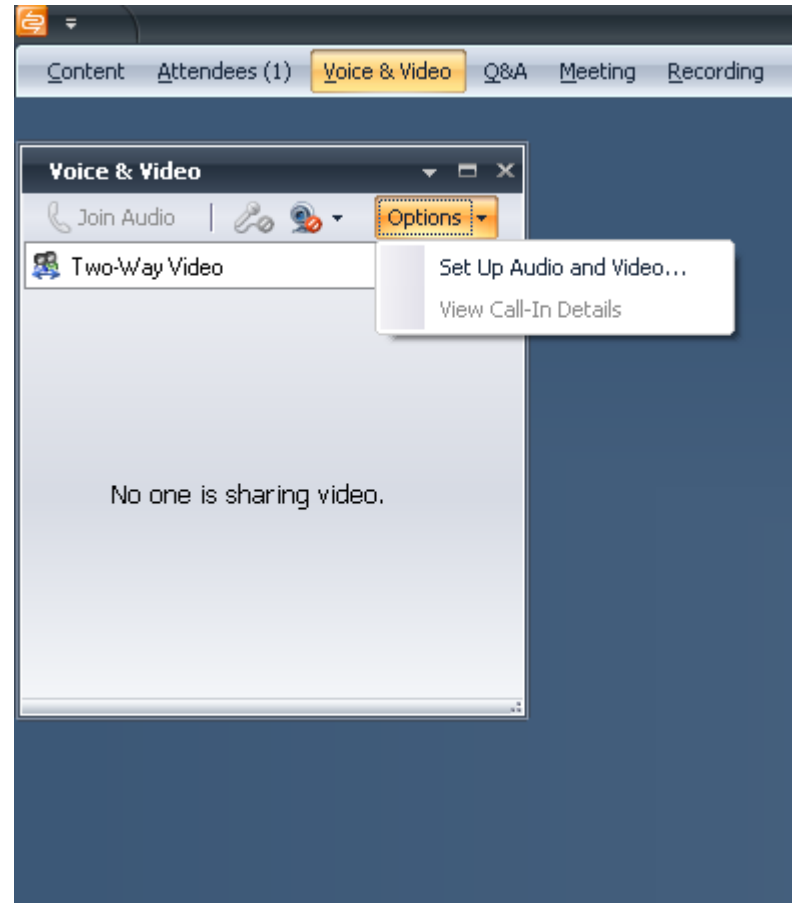 Content Attendees (1) Voice & Video Q&A Meeting Recording
Voice & Video
Join Audio Options
Two-Way Video
Set Up Audio and Video...
View Call-In Details
No one is sharing video.